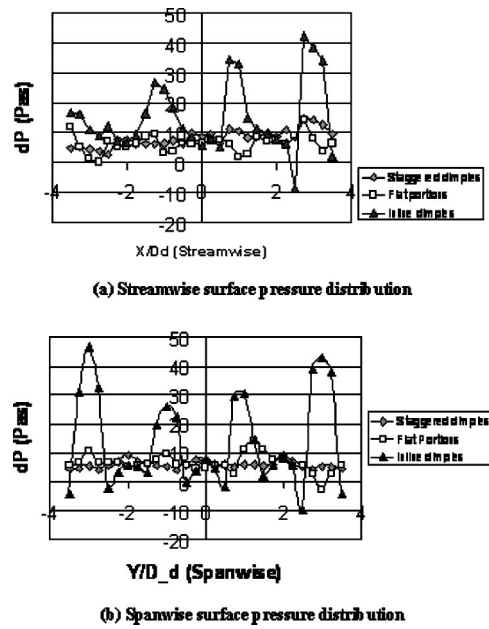 50
40
30
20
10
0
-10
-20
-4 -2 0 2 4
dP (Pas)
X/Dd (Streamwise)
Staggered dimples
Flat portions
Inline dimples
(a) Streamwise surface pressure distribution
50
40
30
20
10
0
-10
-20
-4 -2 0 2 4
dP (Pas)
Y/D_d (Spanwise)
Staggered dimples
Flat Portions
Inline dimples
(b) Spanwise surface pressure distribution